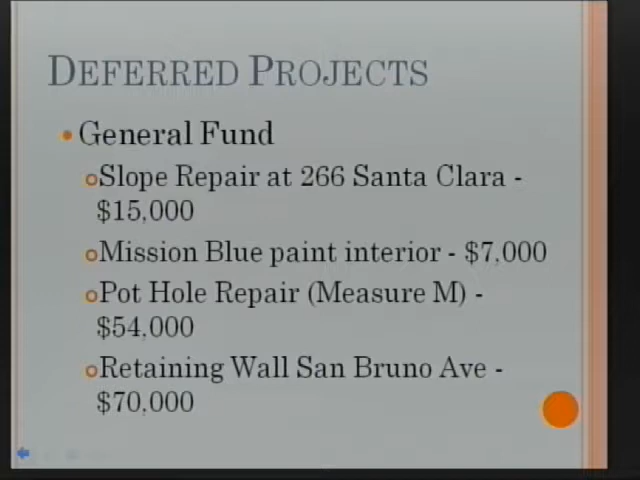 DEFERRED PROJECTS
General Fund
Slope Repair at 266 Santa Clara -
$15,000
Mission Blue paint interior - $7,000
Pot Hole Repair (Measure M) -
$54,000
Retaining Wall San Bruno Ave -
$70,000